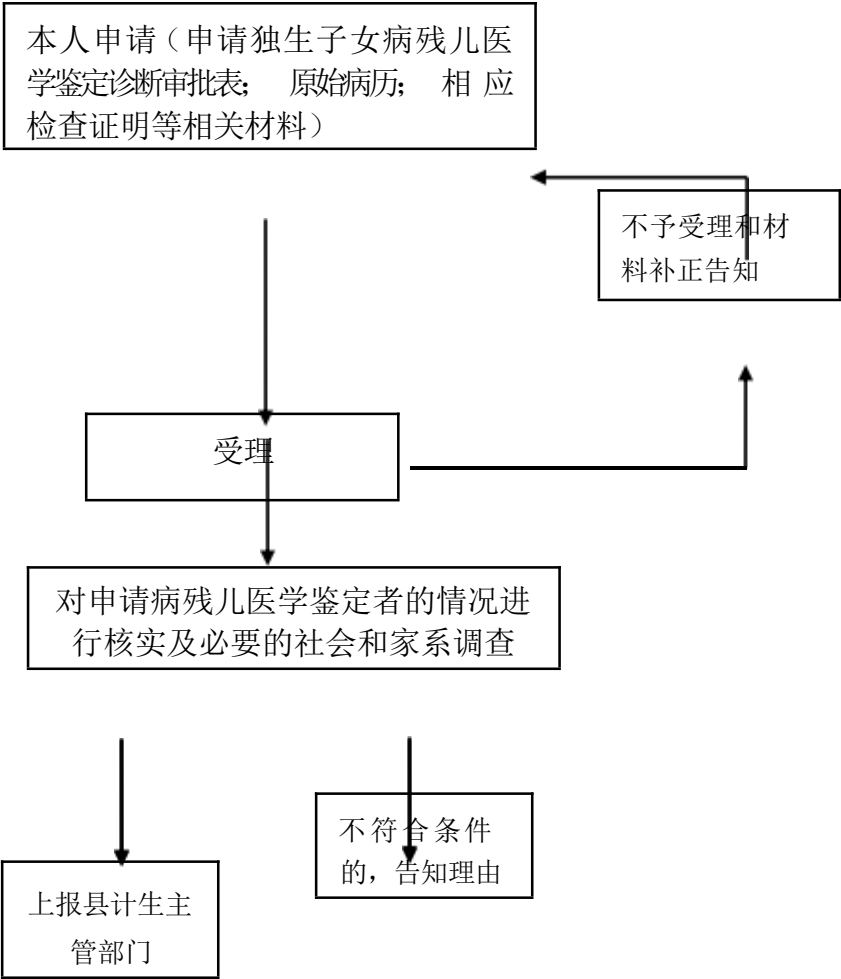 本人申请（申请独生子女病残儿医
学鉴定诊断审批表； 原始病历； 相 应
检查证明等相关材料）
不予受理和材
料补正告知
受理
对申请病残儿医学鉴定者的情况进
行核实及必要的社会和家系调查
不符合条件
的，告知理由
上报县计生主
管部门